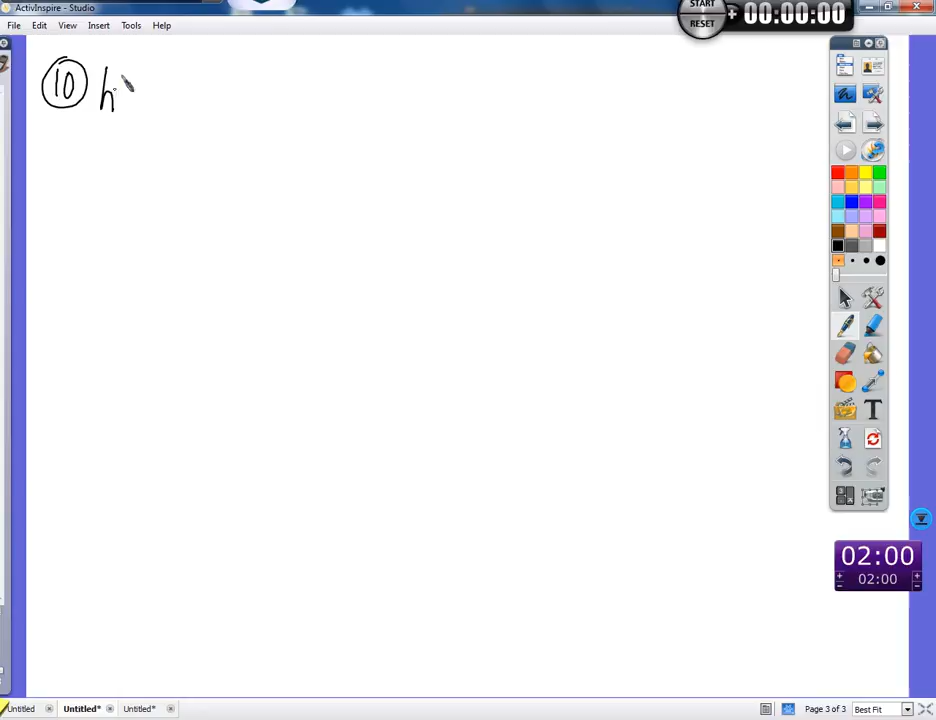 ActivInspire - Studio
START
RESET
00:00:00
File Edit View Insert Tools Help
10 h
T
02:00
02:00
Untitled Untitled* Untitled* Page 3 of 3 Best Fit